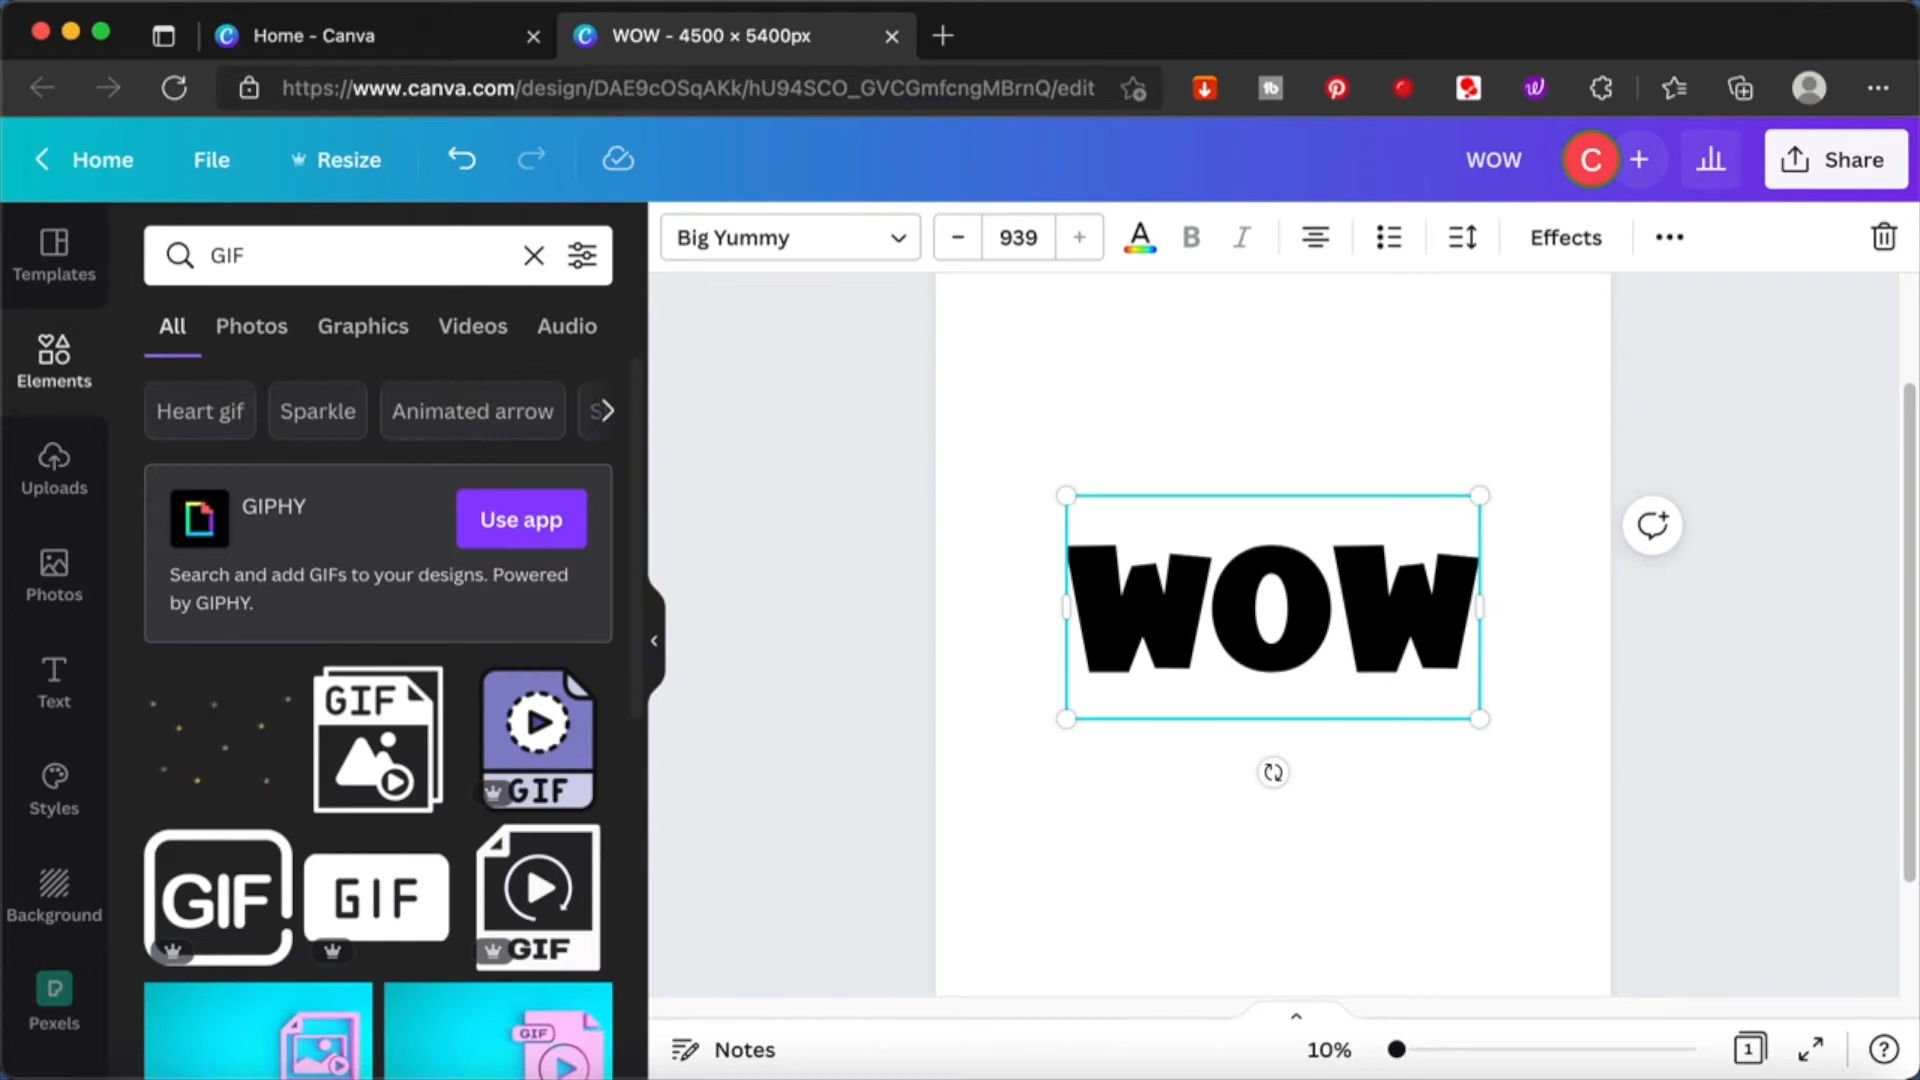 Home - Canva
WOW - 4500 × 5400px
https://www.canva.com/design/DAE9cOSqAKk/hU94SCO_GVCGmfcngMBrnQ/edit
Home
File
Resize
WOW
C
Share
Templates
Elements
Uploads
Photos
Text
Styles
Background
Pexels
GIF
All
Photos
Graphics
Videos
Audio
Heart gif
Sparkle
Animated arrow
S
GIPHY
Use app
Search and add GIFs to your designs. Powered
by GIPHY.
GIF
GIF
GIF
GIF
GIF
GIF
Big Yummy
939
A
B
I
Effects
WOW
Notes
10%
1
?